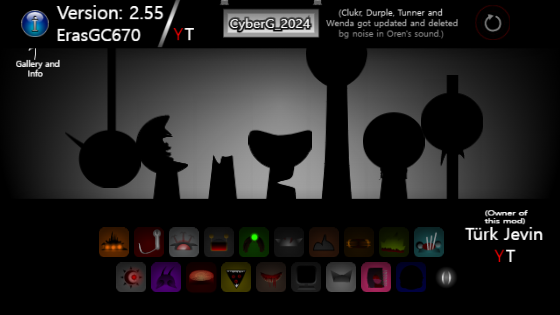 Version: 2.55
ErasGC670
YT
CyberG_2024
(Clukr, Durple, Tunner and
Wenda got updated and deleted
bg noise in Oren's sound.)
Gallery and
Info
(Owner of
this mod)
Türk Jevin
YT